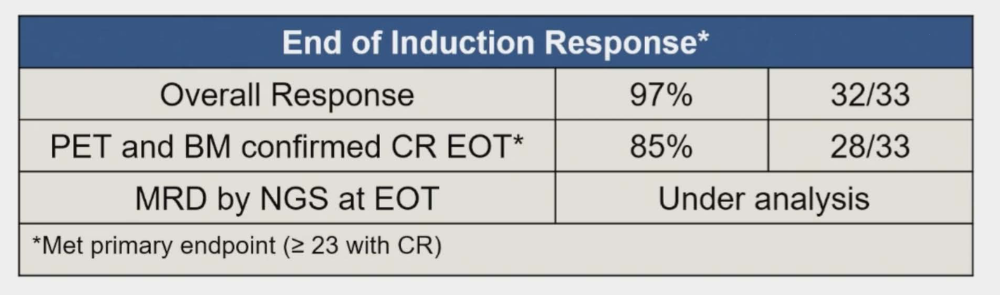 End of Induction Response*
Overall Response 97% 32/33
PET and BM confirmed CR EOT* 85% 28/33
MRD by NGS at EOT Under analysis
*Met primary endpoint (≥ 23 with CR)